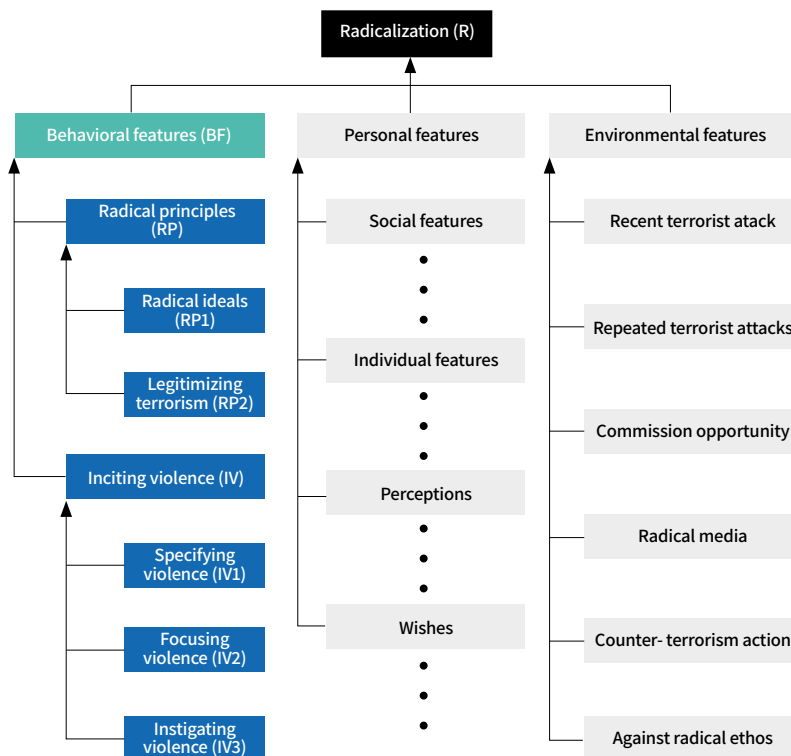 Radicalization (R)
Behavioral features (BF)
Personal features
Environmental features
Radical principles
(RP)
Social features
Recent terrorist atack
Radical ideals
(RP1)
Repeated terrorist attacks
Individual features
Legitimizing
terrorism (RP2)
Commission opportunity
Inciting violence (IV)
Perceptions
Radical media
Specifying
violence (IV1)
Wishes
Counter- terrorism action
Focusing
violence (IV2)
Instigating
violence (IV3)
Against radical ethos